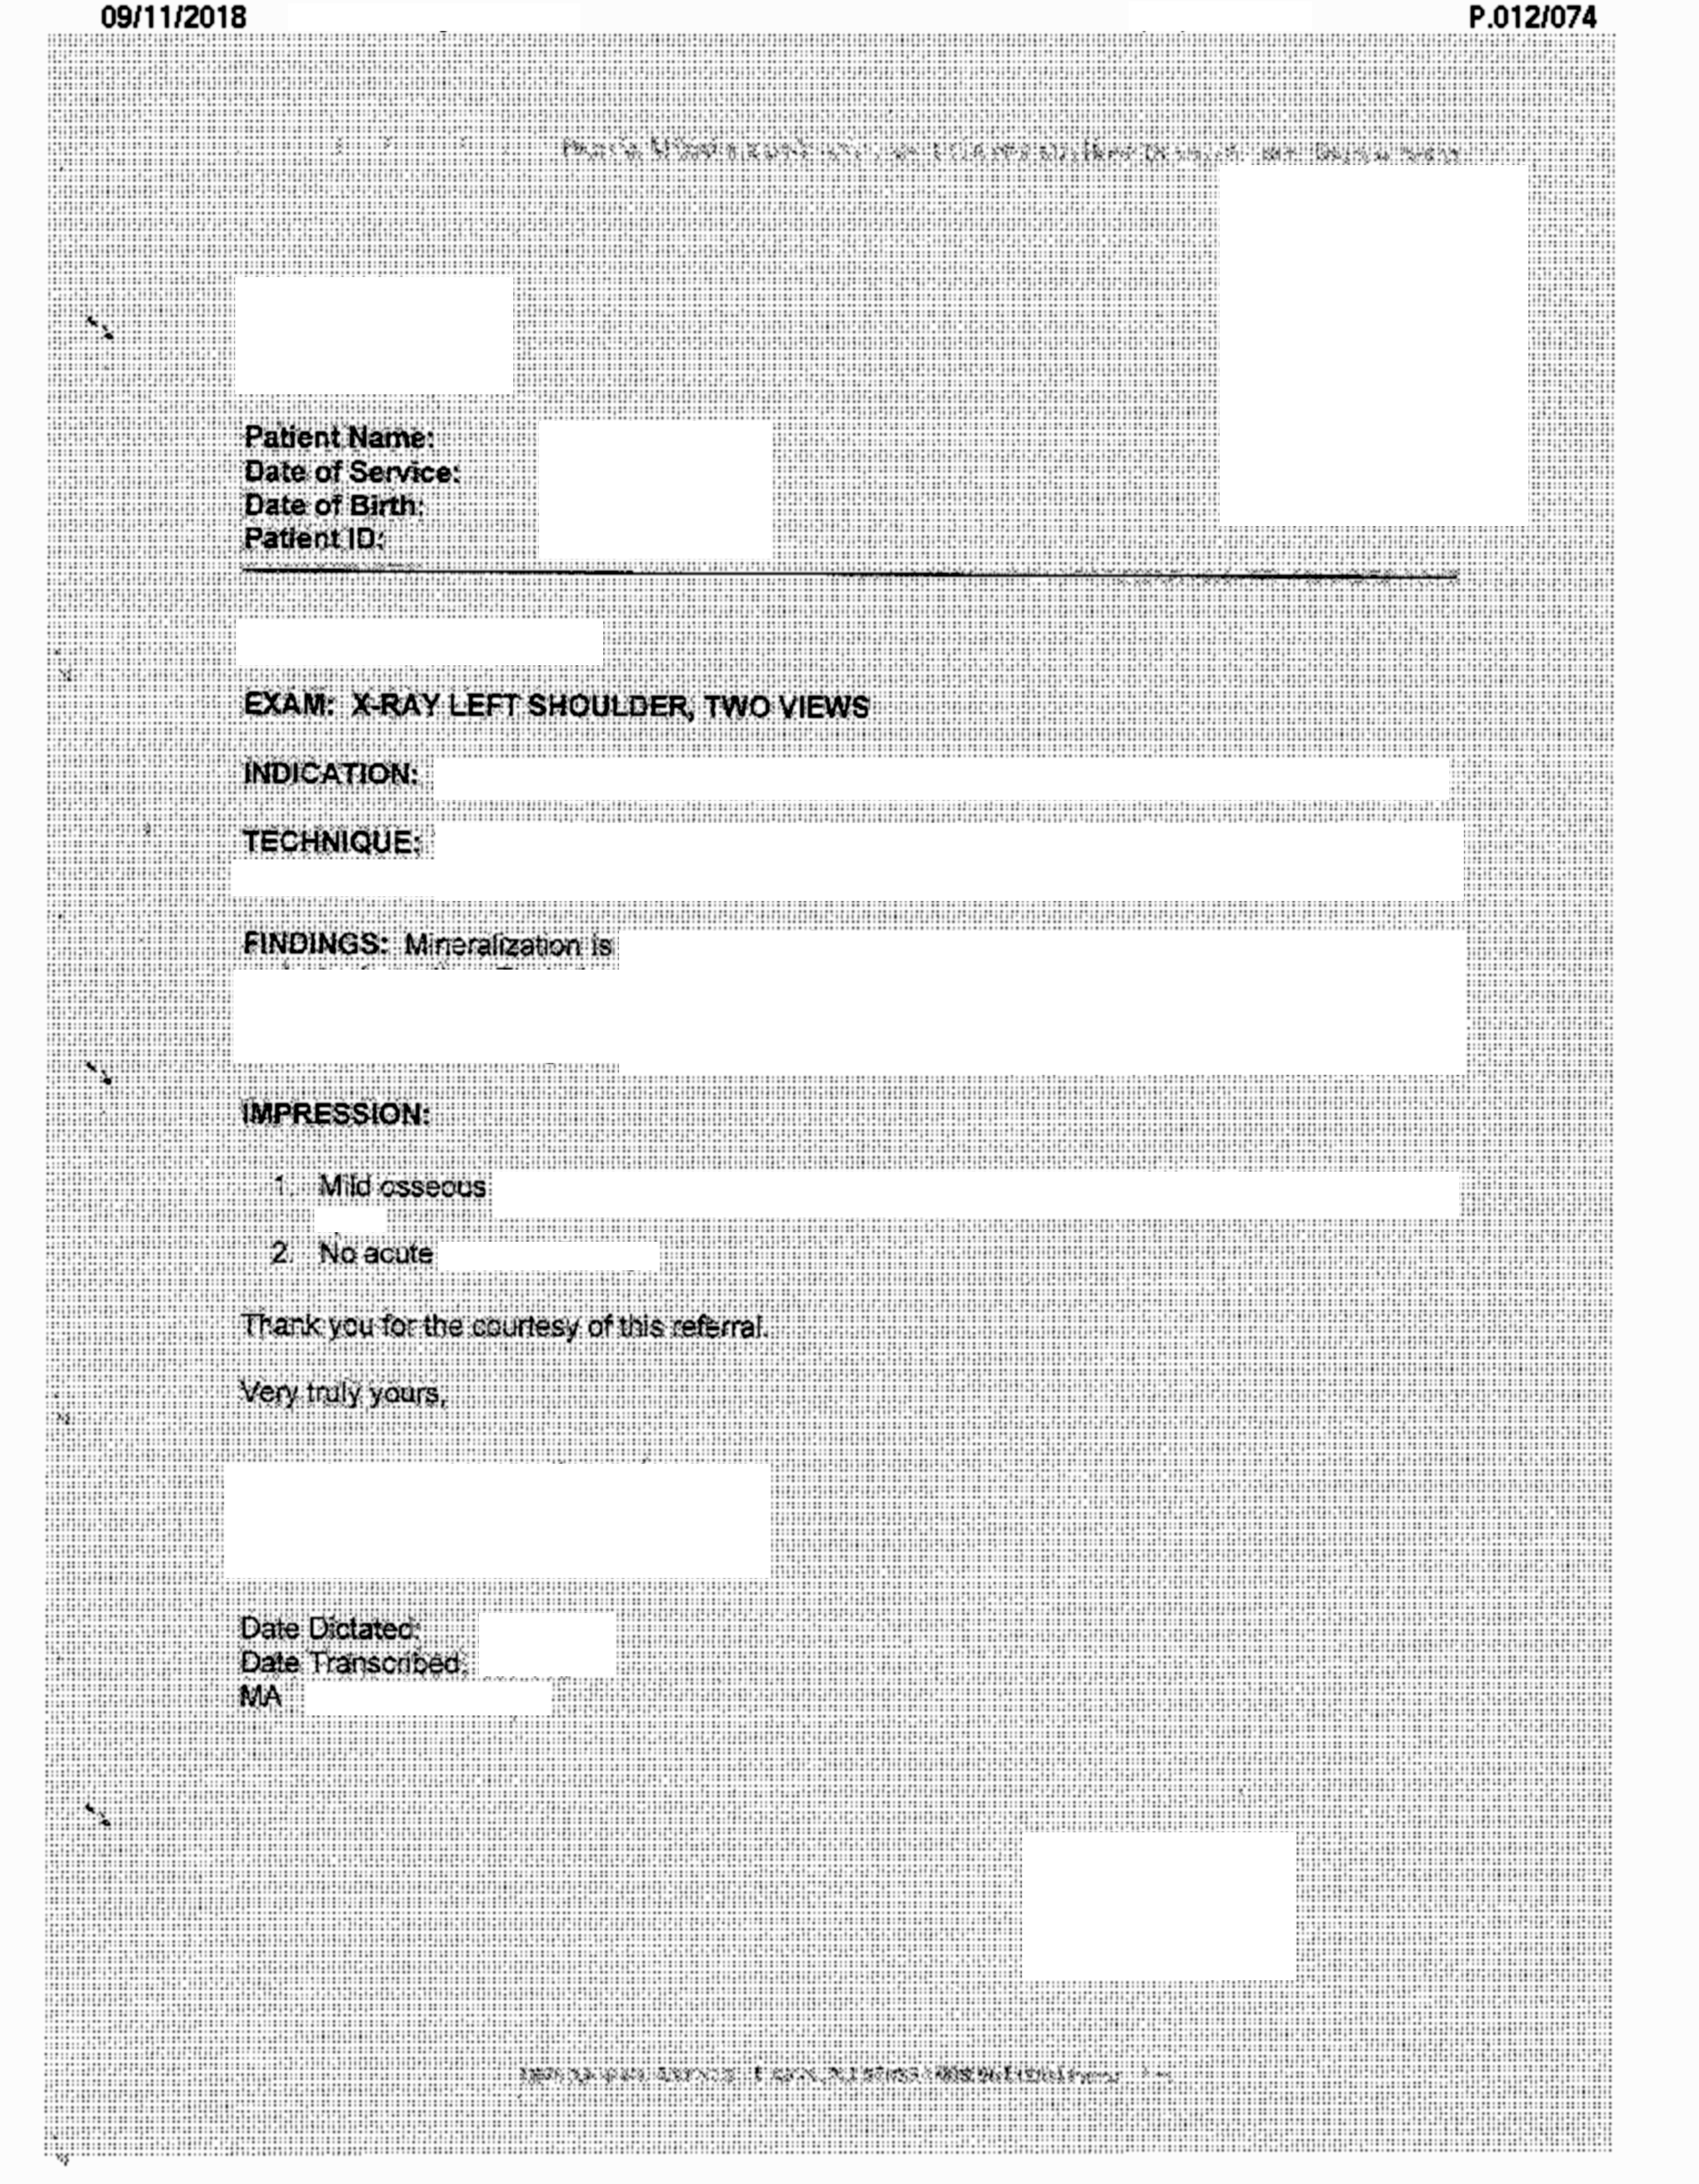 09/11/2018 P.012/074
Patient Name:
Date of Service:
Date of Birth:
Patient ID:
EXAM: X-RAY LEFT SHOULDER, TWO VIEWS
INDICATION:
TECHNIQUE:
FINDINGS: Mineralization is
IMPRESSION:
1. Mild osseous
2. No acute
Thank you for the courtesy of this referral.
Very truly yours,
Date Dictated:
Date Transcribed:
MA